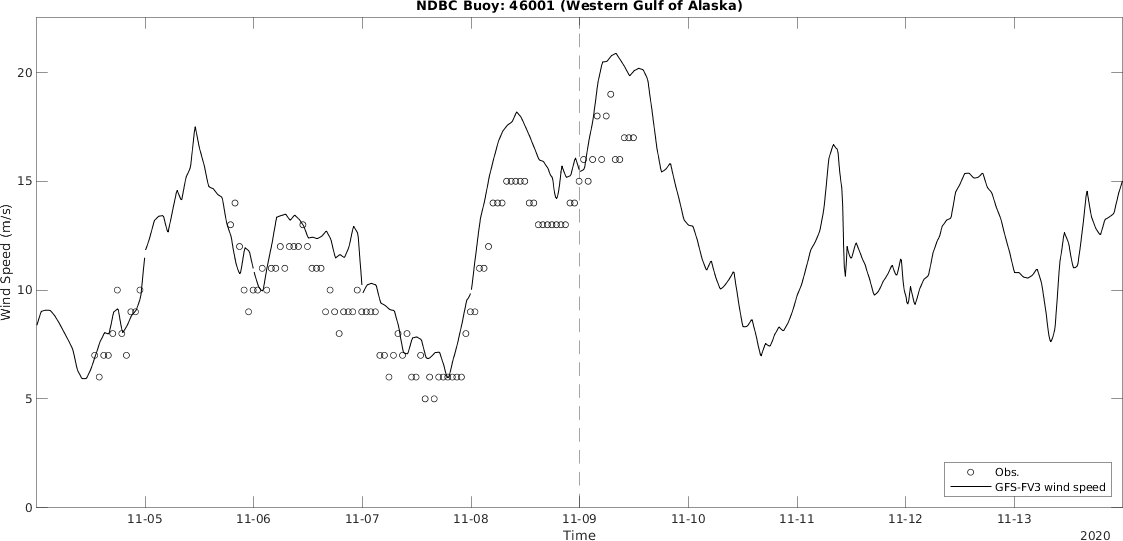 NDBC Buoy: 46001 (Western Gulf of Alaska)
Wind Speed (m/s)
20
15
10
5
0
11-05 11-06 11-07 11-08 11-09 11-10 11-11 11-12 11-13
Time
2020
Obs.
GFS-FV3 wind speed